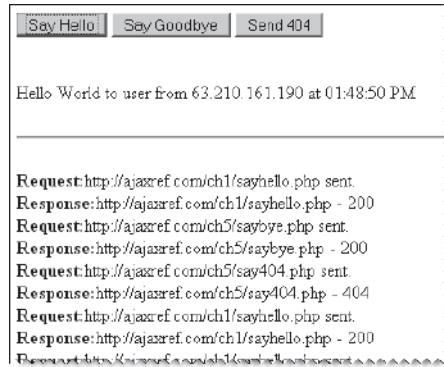 Say Hello Say Goodbye Send 404
Hello World to user from 63.210.161.190 at 01:48:50 PM
Request:http://ajaxref.com/ch1/sayhello.php sent.
Response:http://ajaxref.com/ch1/sayhello.php - 200
Request:http://ajaxref.com/ch5/saybye.php sent.
Response:http://ajaxref.com/ch5/saybye.php - 200
Request:http://ajaxref.com/ch5/say404.php sent.
Response:http://ajaxref.com/ch5/say404.php - 404
Request:http://ajaxref.com/ch1/sayhello.php sent.
Response:http://ajaxref.com/ch1/sayhello.php - 200